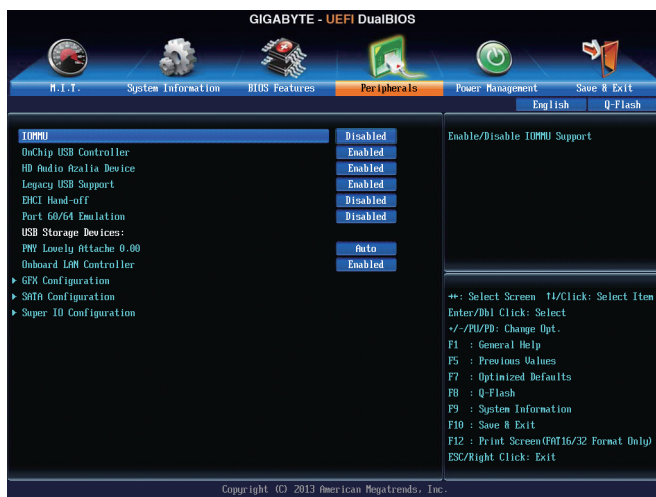 GIGABYTE - UEFI DualBIOS
M.I.T.
System Information
BIOS Features
Peripherals
Power Management
Save & Exit
English
Q-Flash
IOMMU Disabled
OnChip USB Controller Enabled
HD Audio Azalia Device Enabled
Legacy USB Support Enabled
EHCI Hand-off Disabled
Port 60/64 Emulation Disabled
USB Storage Devices:
PNY Lovely Attache 0.00 Auto
Onboard LAN Controller Enabled
GFX Configuration
SATA Configuration
Super IO Configuration
Enable/Disable IOMMU Support
→←: Select Screen ↑↓/Click: Select Item
Enter/Dbl Click: Select
+/-/PU/PD: Change Opt.
F1 : General Help
F5 : Previous Values
F7 : Optimized Defaults
F8 : Q-Flash
F9 : System Information
F10 : Save & Exit
F12 : Print Screen(FAT16/32 Format Only)
ESC/Right Click: Exit
Copyright (C) 2013 American Megatrends, Inc.